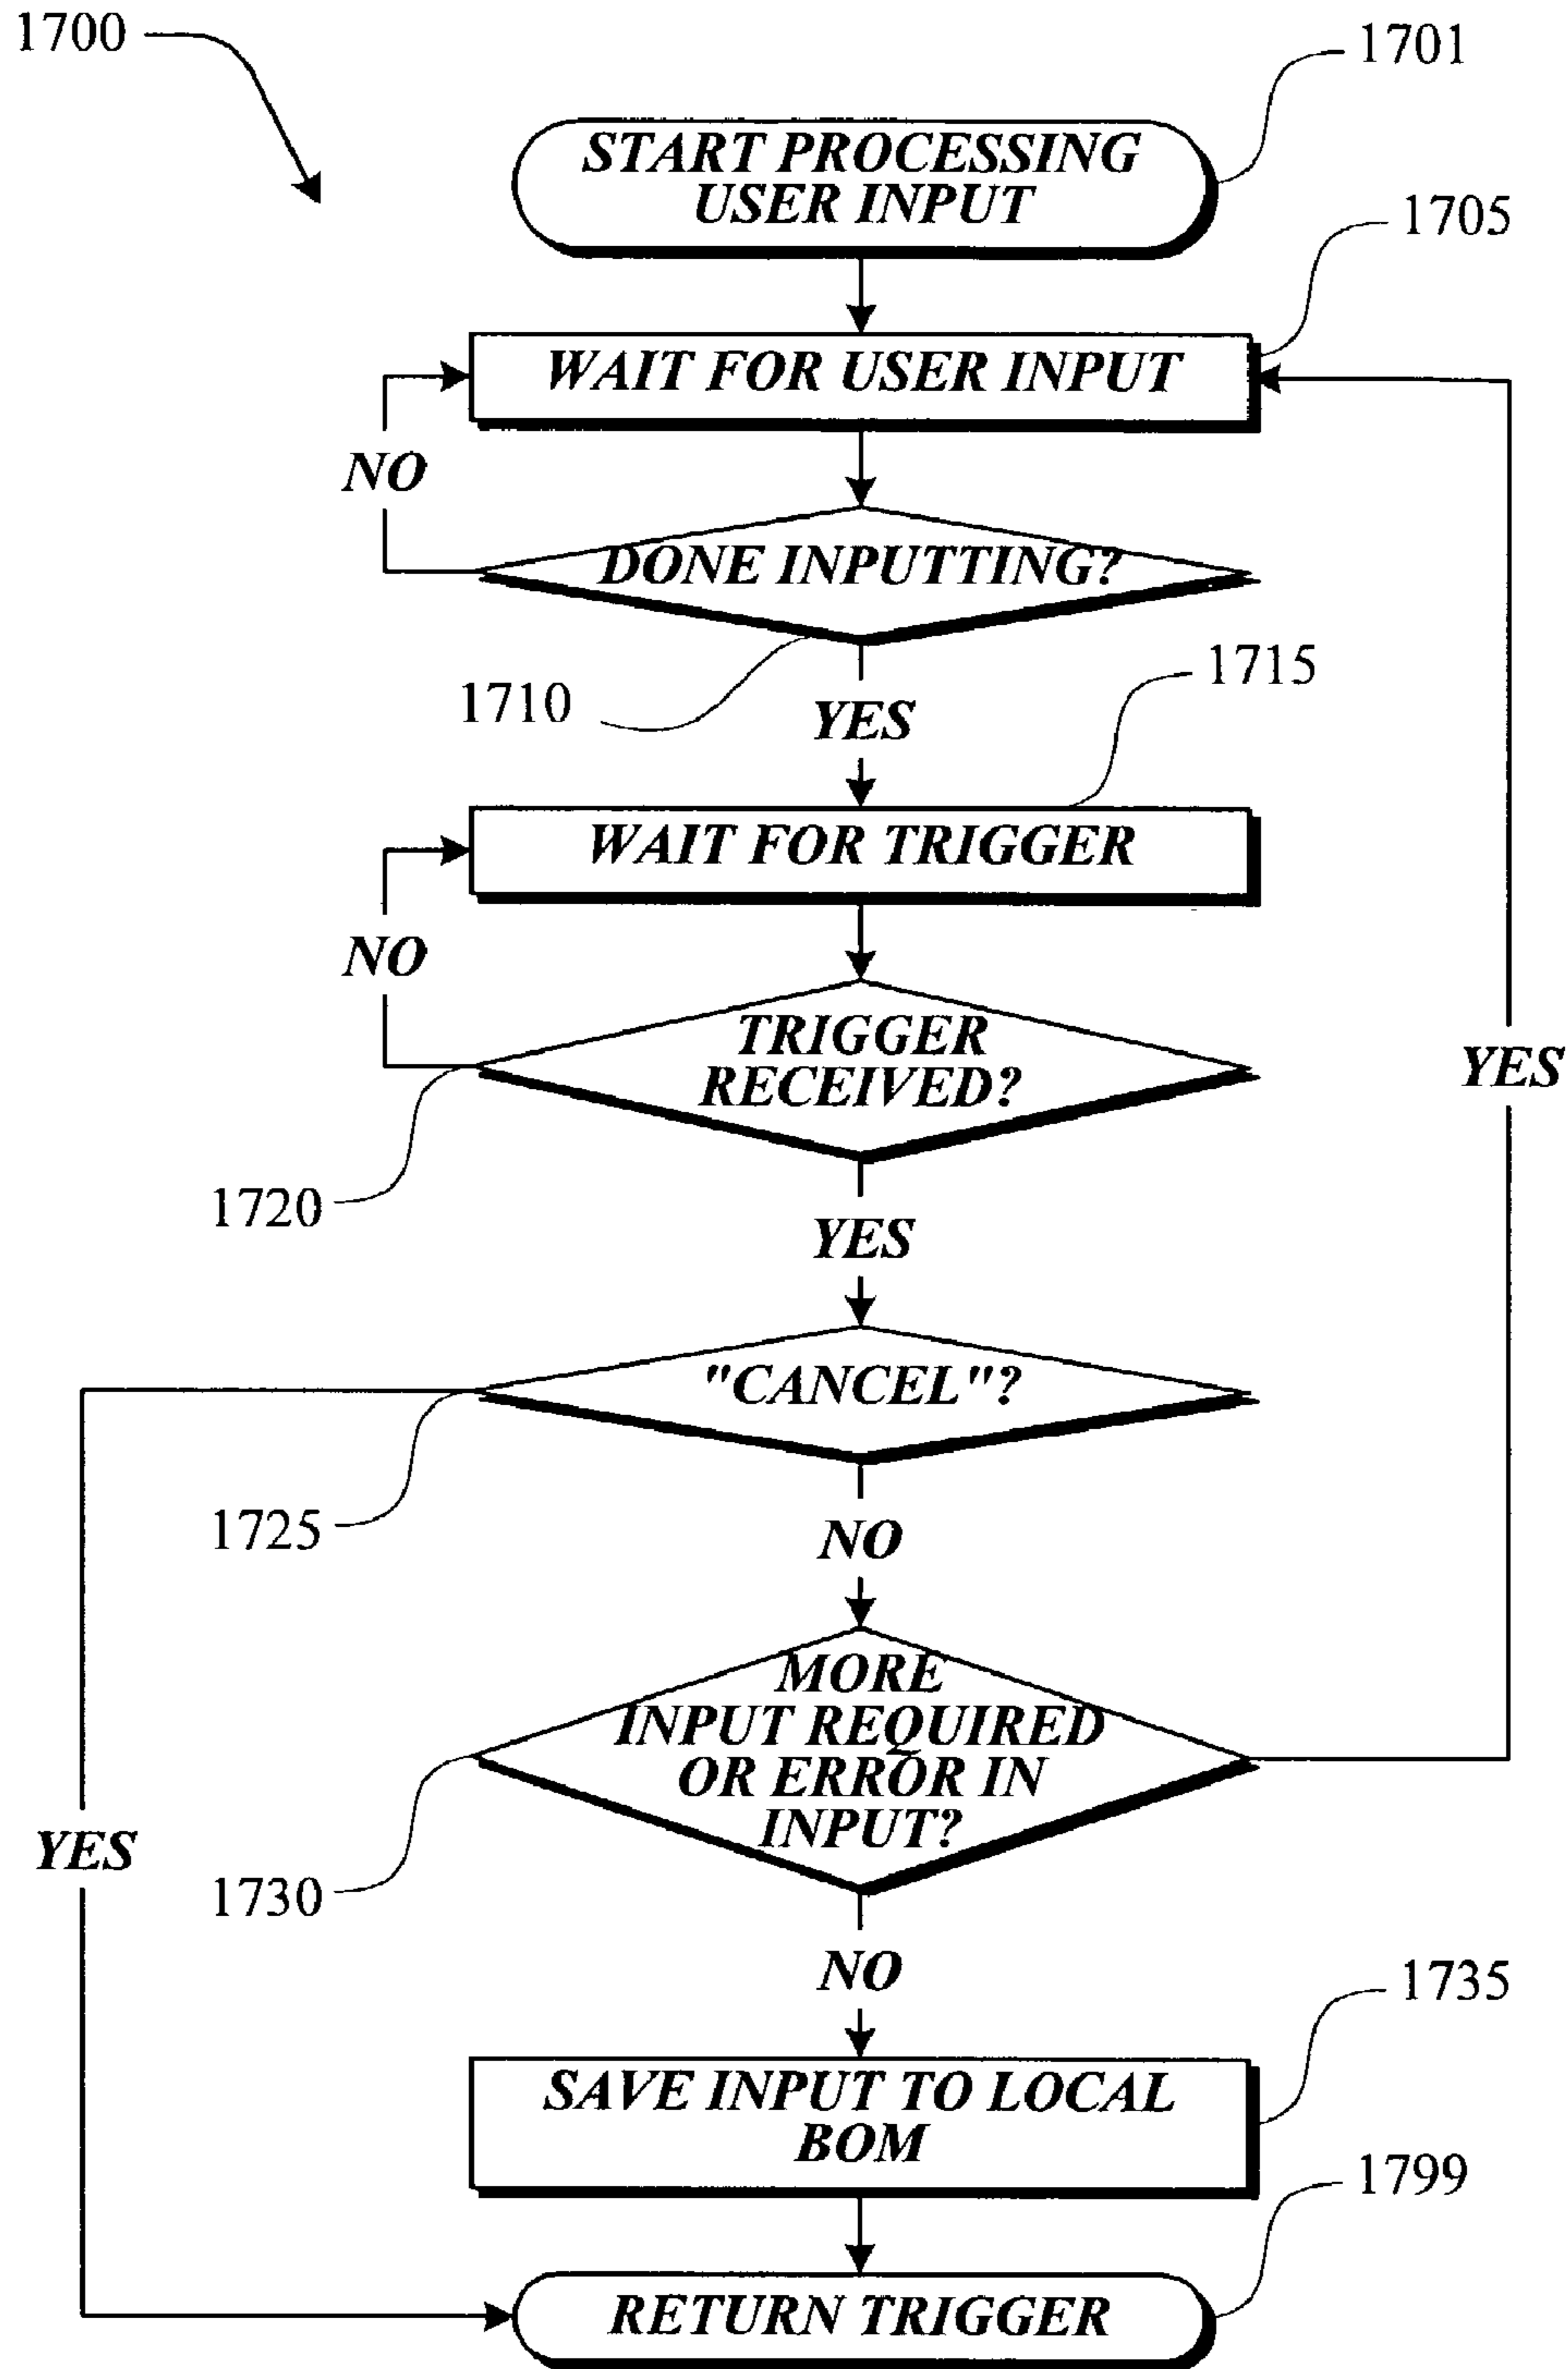 1700
1701
START PROCESSING
USER INPUT
1705
WAIT FOR USER INPUT
NO
DONE INPUTTING?
1710
YES
1715
WAIT FOR TRIGGER
NO
TRIGGER
RECEIVED?
YES
1720
YES
"CANCEL"?
1725
NO
MORE
INPUT REQUIRED
OR ERROR IN
INPUT?
YES
1730
NO
1735
SAVE INPUT TO LOCAL
BOM
1799
RETURN TRIGGER